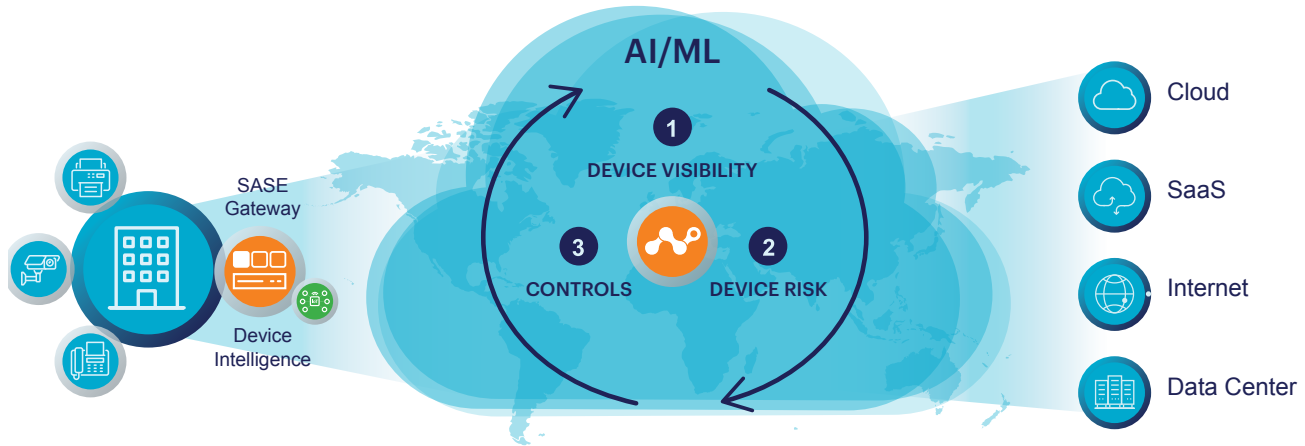 SASE
Gateway
Device
Intelligence
AI/ML
1
DEVICE VISIBILITY
2
DEVICE RISK
3
CONTROLS
Cloud
SaaS
Internet
Data Center